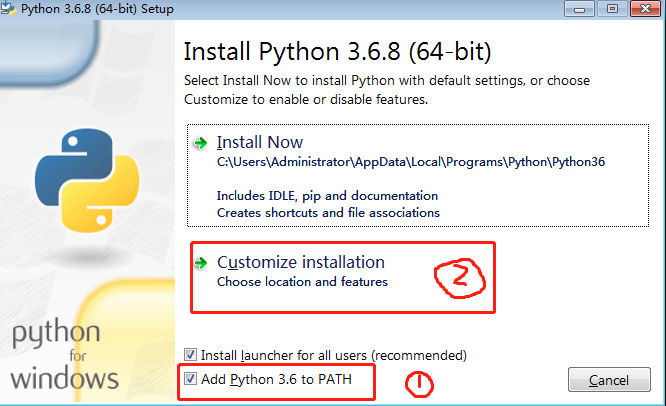 Python 3.6.8 (64-bit) Setup
Install Python 3.6.8 (64-bit)
Select Install Now to install Python with default settings, or choose
Customize to enable or disable features.
Install Now
C:\Users\Administrator\AppData\Local\Programs\Python\Python36
Includes IDLE, pip and documentation
Creates shortcuts and file associations
Customize installation
Choose location and features
2
python
for
windows
Install launcher for all users (recommended)
Add Python 3.6 to PATH
1
Cancel